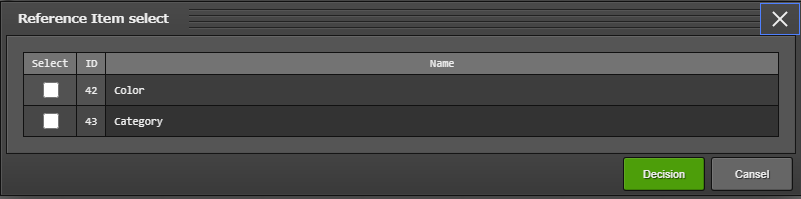 Reference Item select
Select ID Name
42 Color
43 Category
Decision Cansel